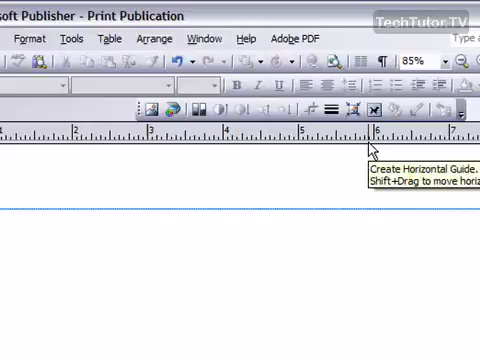 soft Publisher - Print Publication
TechTutor.TV
Format Tools Table Arrange Window Help Adobe PDF Type a
85%
B I U
1 2 3 4 5 6 7
Create Horizontal Guide.
Shift+Drag to move horiz